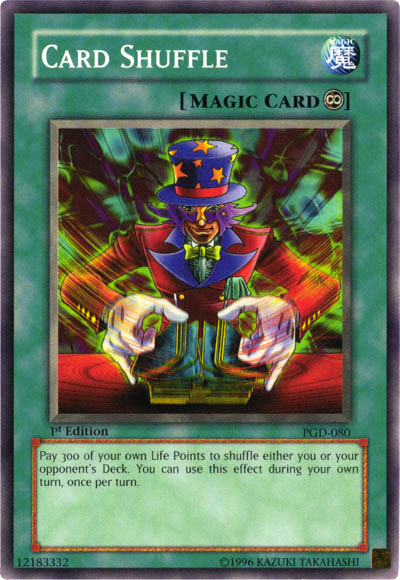 CARD SHUFFLE
MAGIC
魔
[MAGIC CARD]
1st Edition
PGD-080
Pay 300 of your own Life Points to shuffle either you or your
opponent's Deck. You can use this effect during your own
turn, once per turn.
12183332
©1996 KAZUKI TAKAHASHI